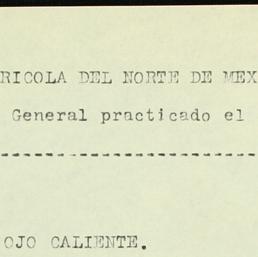 RICOLA DEL NORTE DE MEX
General practicado el
OJO CALIENTE.